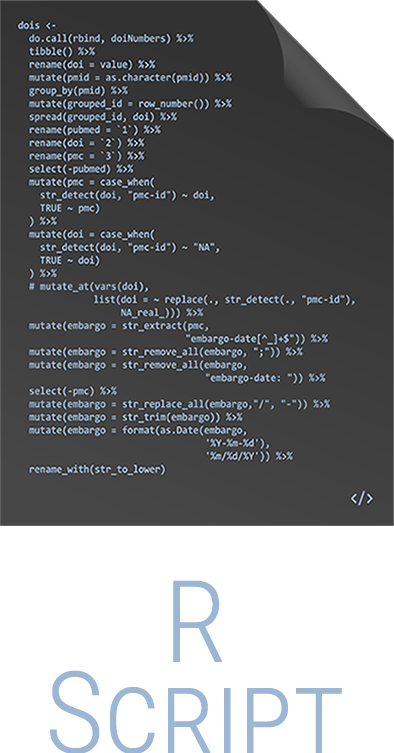 dois <-
  do.call(rbind, doiNumbers) %>%
  tibble() %>%
  rename(doi = value) %>%
  mutate(pmid = as.character(pmid)) %>%
  group_by(pmid) %>%
  mutate(grouped_id = row_number()) %>%
  spread(grouped_id, doi) %>%
  rename(pubmed = `1`) %>%
  rename(doi = `2`) %>%
  rename(pmc = `3`) %>%
  select(-pubmed) %>%
  mutate(pmc = case_when(
    str_detect(doi, "pmc-id") ~ doi,
    TRUE ~ pmc)
  ) %>%
  mutate(doi = case_when(
    str_detect(doi, "pmc-id") ~ "NA",
    TRUE ~ doi)
  ) %>%
  # mutate_at(vars(doi),
              list(doi = ~ replace(., str_detect(., "pmc-id"),
                   NA_real_))) %>%
  mutate(embargo = str_extract(pmc,
                               "embargo-date[^_]+$")) %>%
  mutate(embargo = str_remove_all(embargo, ";")) %>%
  mutate(embargo = str_remove_all(embargo,
                                  "embargo-date: ")) %>%
  select(-pmc) %>%
  mutate(embargo = str_replace_all(embargo,"/", "-")) %>%
  mutate(embargo = str_trim(embargo)) %>%
  mutate(embargo = format(as.Date(embargo,
                                  '%Y-%m-%d'),
                                  '%m/%d/%Y')) %>%
  rename_with(str_to_lower)
</>
R
SCRIPT